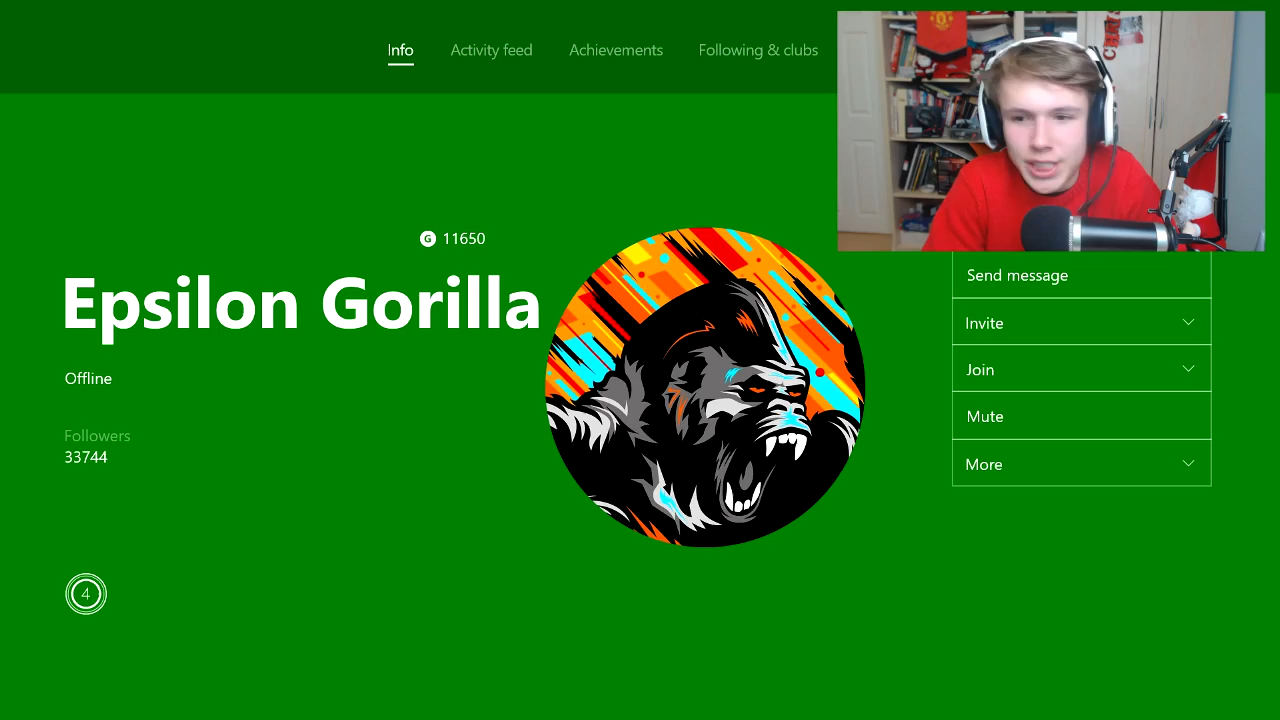 Info Activity feed Achievements Following & clubs
G 11650
Epsilon Gorilla
Offline
Followers
33744
4
Send message
Invite
Join
Mute
More